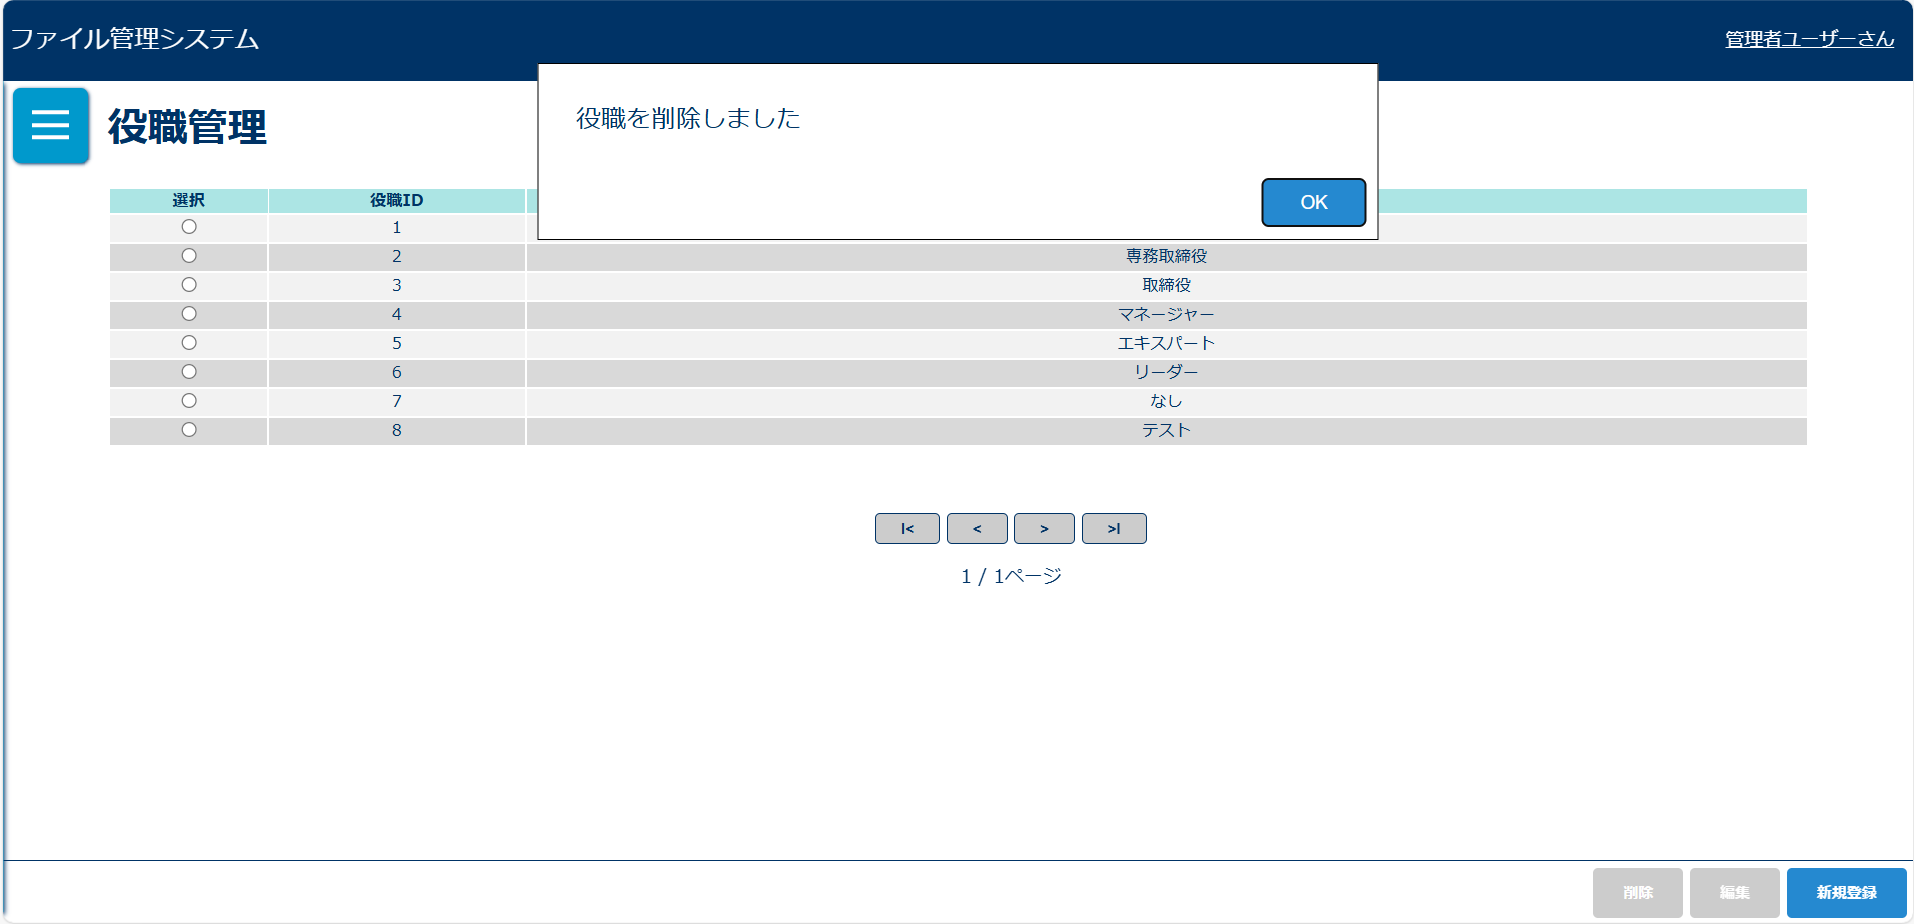 ファイル管理システム
管理者ユーザーさん
役職管理
役職を削除しました
OK
選択 役職ID
1
2 専務取締役
3 取締役
4 マネージャー
5 エキスパート
6 リーダー
7 なし
8 テスト
|< < > >|
1 / 1ページ
削除 編集 新規登録